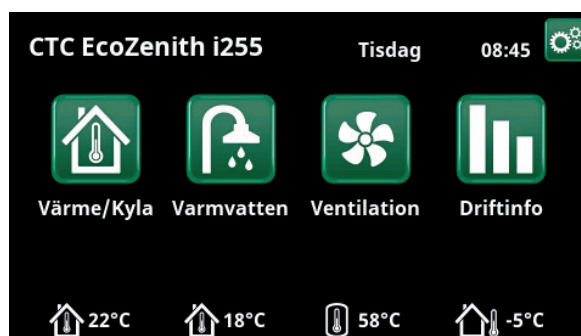 CTC EcoZenith i255 Tisdag 08:45
Värme/Kyla Varmvatten Ventilation Driftinfo
22°C 18°C 58°C -5°C